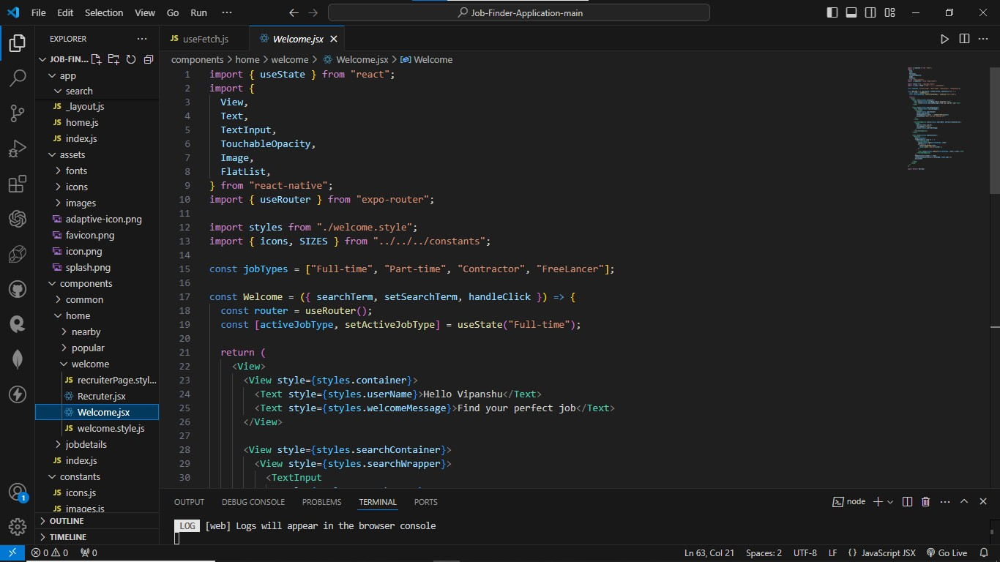 File Edit Selection View Go Run ··· Job-Finder-Application-main
EXPLORER ···
JOB-FIN...
app
search
_layout.js
home.js
index.js
assets
fonts
icons
images
adaptive-icon.png
favicon.png
icon.png
splash.png
components
common
home
nearby
popular
welcome
recruiterPage.styl...
Recruter.jsx
Welcome.jsx
welcome.style.js
jobdetails
index.js
constants
icons.js
images.js
OUTLINE
TIMELINE
JS useFetch.js Welcome.jsx
components > home > welcome > Welcome.jsx > Welcome
1 import { useState } from "react";
2 import {
3 View,
4 Text,
5 TextInput,
6 TouchableOpacity,
7 Image,
8 FlatList,
9 } from "react-native";
10 import { useRouter } from "expo-router";
11
12 import styles from "./welcome.style";
13 import { icons, SIZES } from "../../../constants";
14
15 const jobTypes = ["Full-time", "Part-time", "Contractor", "FreeLancer"];
16
17 const Welcome = ({ searchTerm, setSearchTerm, handleClick }) => {
18 const router = useRouter();
19 const [activeJobType, setActiveJobType] = useState("Full-time");
20
21 return (
22 <View>
23 <View style={styles.container}>
24 <Text style={styles.userName}>Hello Vipanshu</Text>
25 <Text style={styles.welcomeMessage}>Find your perfect job</Text>
26 </View>
27
28 <View style={styles.searchContainer}>
29 <View style={styles.searchWrapper}>
30 <TextInput
OUTPUT DEBUG CONSOLE PROBLEMS TERMINAL PORTS node
LOG [web] Logs will appear in the browser console
1
0 0 0 Ln 63, Col 21 Spaces: 2 UTF-8 LF {} JavaScript JSX Go Live